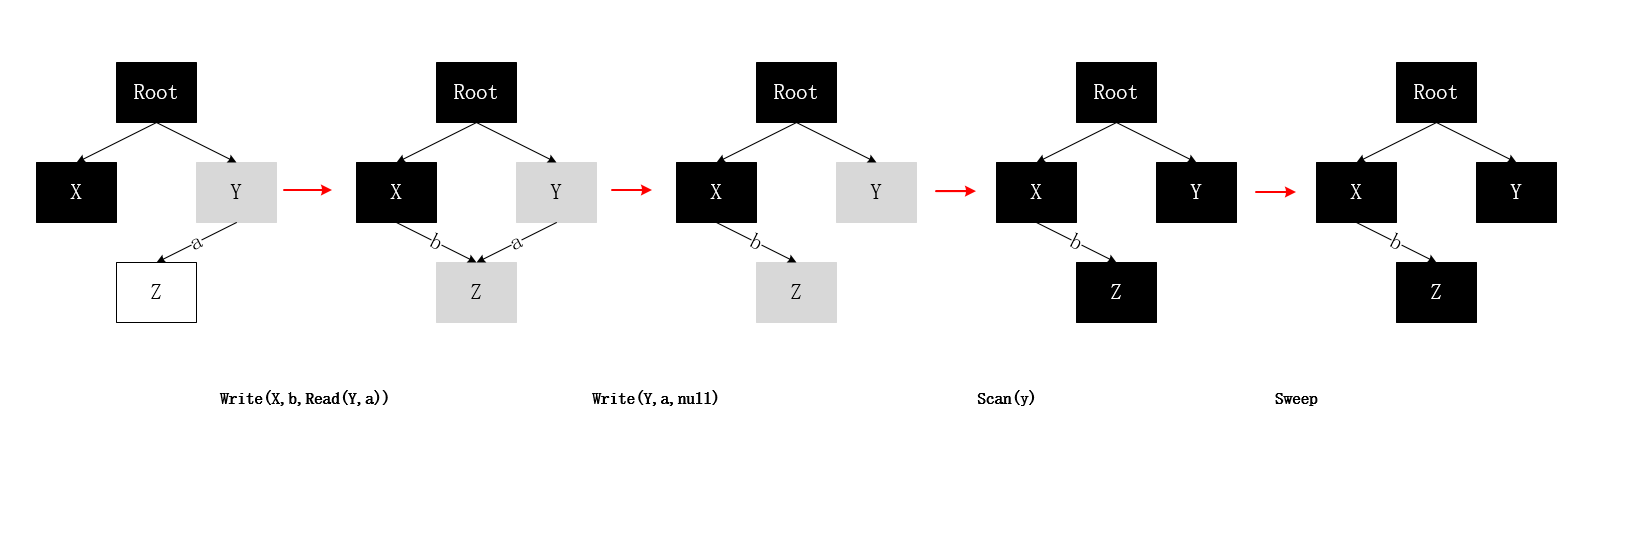 Root Root Root Root Root
X Y X Y X Y X Y X Y
a b a b b b
Z Z Z Z Z
Write(X,b,Read(Y,a)) Write(Y,a,null) Scan(y) Sweep